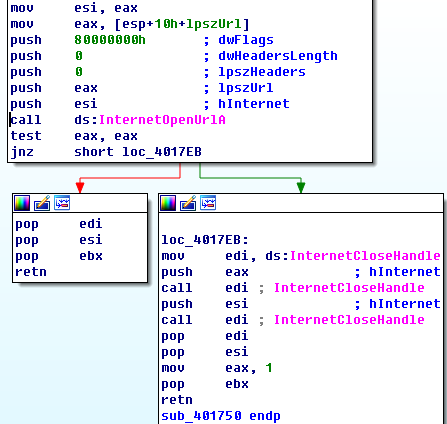 mov esi, eax
mov eax, [esp+10h+lpszUrl]
push 80000000h ; dwFlags
push 0 ; dwHeadersLength
push 0 ; lpszHeaders
push eax ; lpszUrl
push esi ; hInternet
call ds:InternetOpenUrlA
test eax, eax
jnz short loc_4017EB
pop edi
pop esi
pop ebx
retn
loc_4017EB:
mov edi, ds:InternetCloseHandle
push eax ; hInternet
call edi ; InternetCloseHandle
push esi ; hInternet
call edi ; InternetCloseHandle
pop edi
pop esi
mov eax, 1
pop ebx
retn
sub_401750 endp